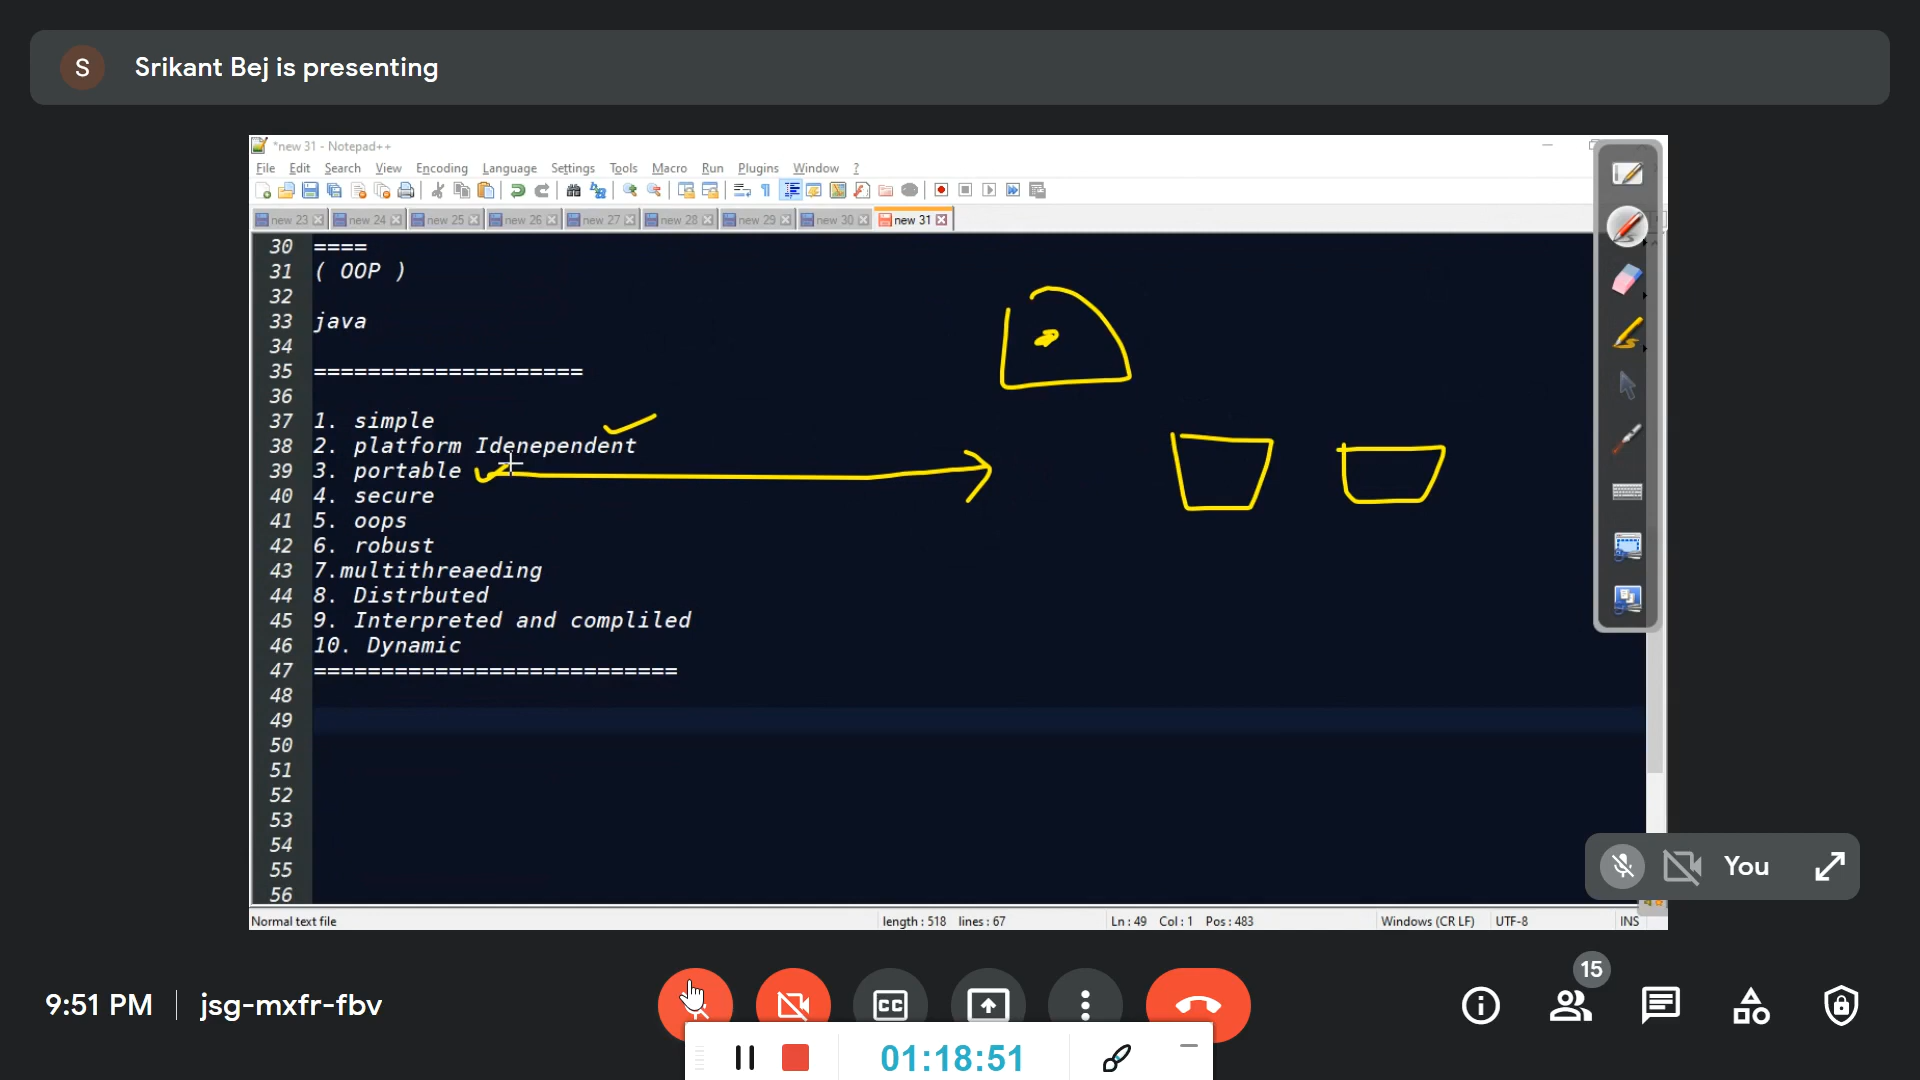 S Srikant Bej is presenting
*new 31 - Notepad++
File Edit Search View Encoding Language Settings Tools Macro Run Plugins Window ?
new 23 new 24 new 25 new 26 new 27 new 28 new 29 new 30 new 31
30 ====
31 ( OOP )
32
33 java
34
35 ====================
36
37 1. simple
38 2. platform Idenependent
39 3. portable
40 4. secure
41 5. oops
42 6. robust
43 7.multithreaeding
44 8. Distrbuted
45 9. Interpreted and compliled
46 10. Dynamic
47 ===========================
48
49
50
51
52
53
54
55
56
You
Normal text file length : 518 lines : 67 Ln : 49 Col : 1 Pos : 483 Windows (CR LF) UTF-8 INS
15
9:51 PM jsg-mxfr-fbv CC
01:18:51